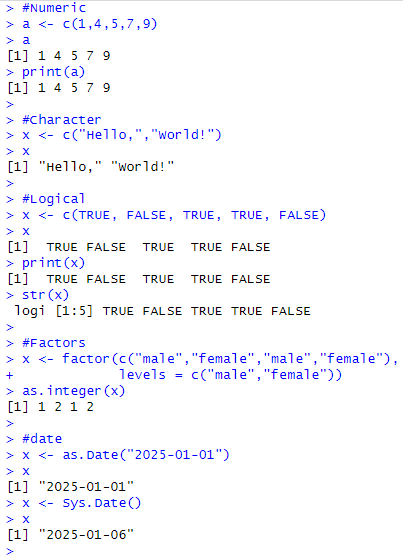 > #Numeric
> a <- c(1,4,5,7,9)
> a
[1] 1 4 5 7 9
> print(a)
[1] 1 4 5 7 9
>
> #Character
> x <- c("Hello,","World!")
> x
[1] "Hello," "World!"
>
> #Logical
> x <- c(TRUE, FALSE, TRUE, TRUE, FALSE)
> x
[1]  TRUE FALSE  TRUE  TRUE FALSE
> print(x)
[1]  TRUE FALSE  TRUE  TRUE FALSE
> str(x)
 logi [1:5] TRUE FALSE TRUE TRUE FALSE
>
> #Factors
> x <- factor(c("male","female","male","female"),
+             levels = c("male","female"))
> as.integer(x)
[1] 1 2 1 2
>
> #date
> x <- as.Date("2025-01-01")
> x
[1] "2025-01-01"
> x <- Sys.Date()
> x
[1] "2025-01-06"
>